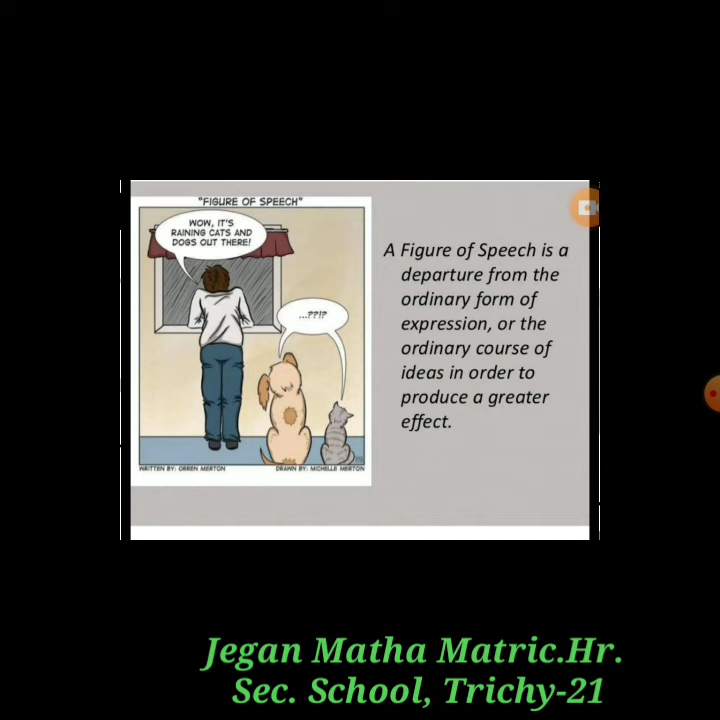 "FIGURE OF SPEECH"
WOW, IT'S
RAINING CATS AND
DOGS OUT THERE!
...??!?
WRITTEN BY: ORREN MERTON
DRAWN BY: MICHELLE MERTON
A Figure of Speech is a
departure from the
ordinary form of
expression, or the
ordinary course of
ideas in order to
produce a greater
effect.
Jegan Matha Matric.Hr.
Sec. School, Trichy-21